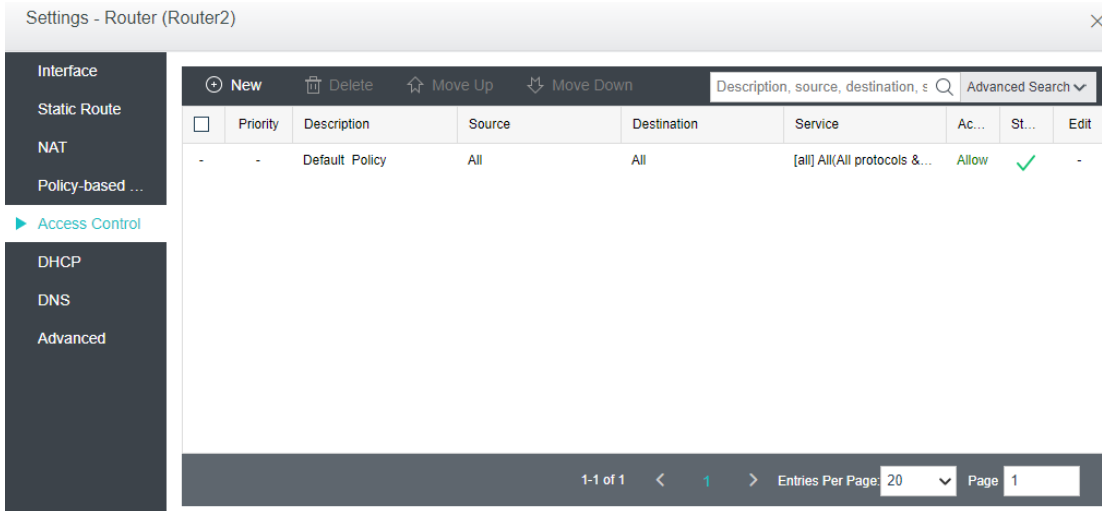 Settings - Router (Router2)
Interface
Static Route
NAT
Policy-based ...
Access Control
DHCP
DNS
Advanced
New Delete Move Up Move Down Description, source, destination, s Advanced Search
Priority Description Source Destination Service Ac... St... Edit
- - Default Policy All All [all] All(All protocols &... Allow -
1-1 of 1 < 1 > Entries Per Page: 20 Page 1